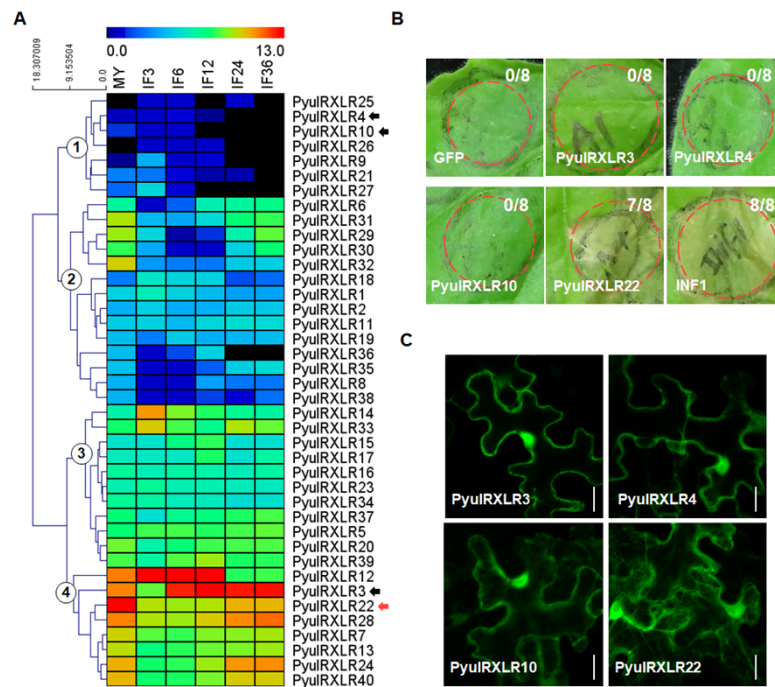 A
18.307009
9.153504
0.0
0.0 13.0
MY IF3 IF6 IF12 IF24 IF36
PyulRXLR25
PyulRXLR4
PyulRXLR10
PyulRXLR26
PyulRXLR9
PyulRXLR21
PyulRXLR27
PyulRXLR6
PyulRXLR31
PyulRXLR29
PyulRXLR30
PyulRXLR32
PyulRXLR18
PyulRXLR1
PyulRXLR2
PyulRXLR11
PyulRXLR19
PyulRXLR36
PyulRXLR35
PyulRXLR8
PyulRXLR38
PyulRXLR14
PyulRXLR33
PyulRXLR15
PyulRXLR17
PyulRXLR16
PyulRXLR23
PyulRXLR34
PyulRXLR37
PyulRXLR5
PyulRXLR20
PyulRXLR39
PyulRXLR12
PyulRXLR3
PyulRXLR22
PyulRXLR28
PyulRXLR7
PyulRXLR13
PyulRXLR24
PyulRXLR40
1
2
3
4
B
0/8 0/8 0/8
GFP PyulRXLR3 PyulRXLR4
0/8 7/8 8/8
PyulRXLR10 PyulRXLR22 INF1
C
PyulRXLR3 PyulRXLR4
PyulRXLR10 PyulRXLR22